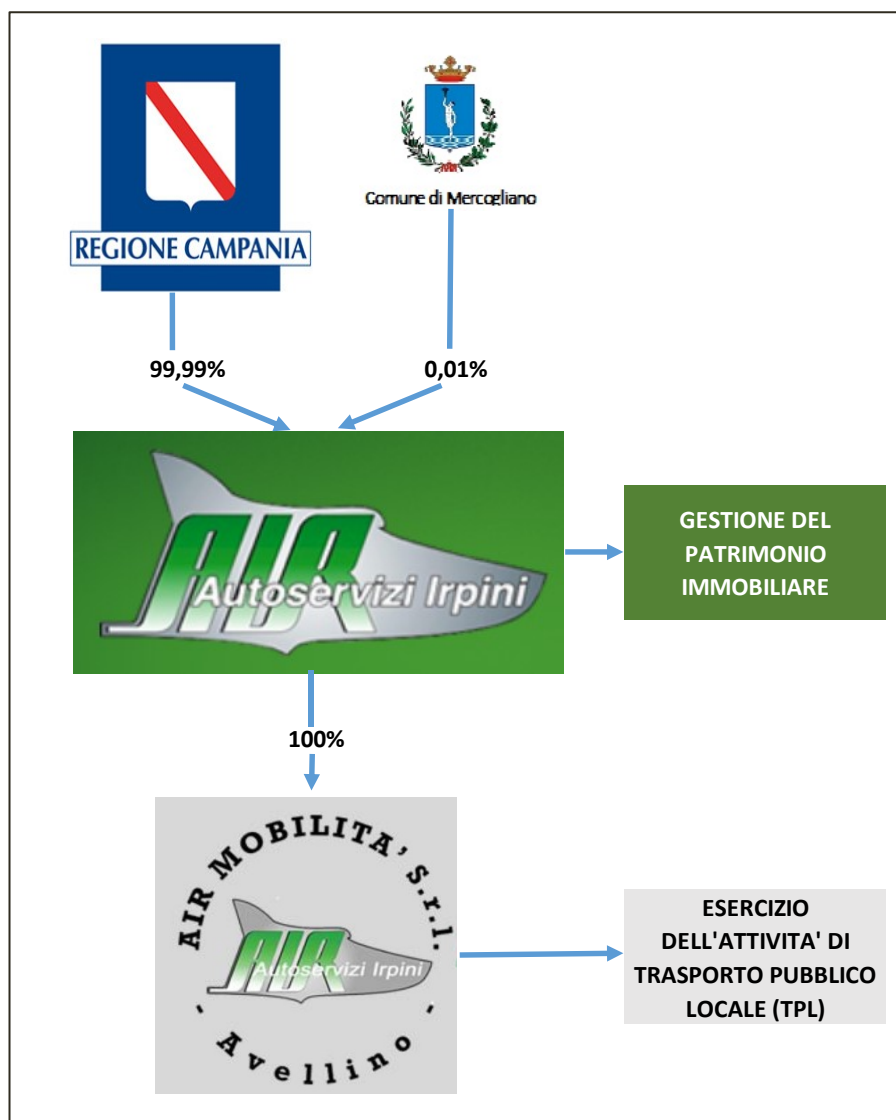 REGIONE CAMPANIA
Comune di Mercogliano
99,99%
0,01%
AIR
Autoservizi Irpini
GESTIONE DEL
PATRIMONIO
IMMOBILIARE
100%
AIR MOBILITA' S.r.l.
AIR
Autoservizi Irpini
- Avellino -
ESERCIZIO
DELL'ATTIVITA' DI
TRASPORTO PUBBLICO
LOCALE (TPL)